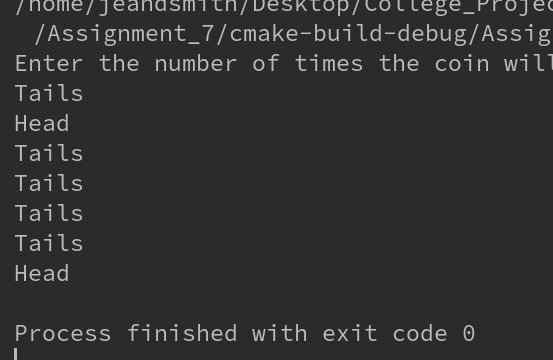 /home/jeandsmith/Desktop/College_Projec
/Assignment_7/cmake-build-debug/Assig
Enter the number of times the coin will
Tails
Head
Tails
Tails
Tails
Tails
Head
Process finished with exit code 0